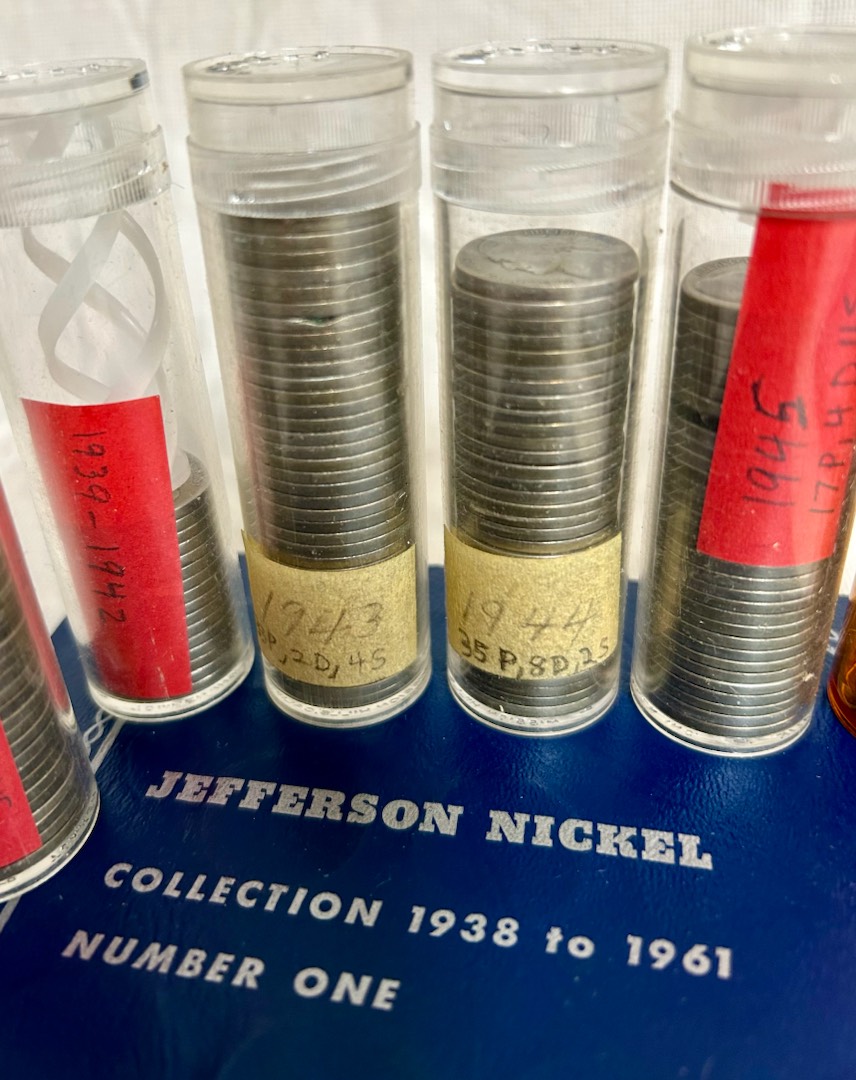 1939-1942
1943
2D, 4S
1944
35 P, 8D, 2S
1945
17P, 4D
JEFFERSON NICKEL
COLLECTION 1938 to 1961
NUMBER ONE